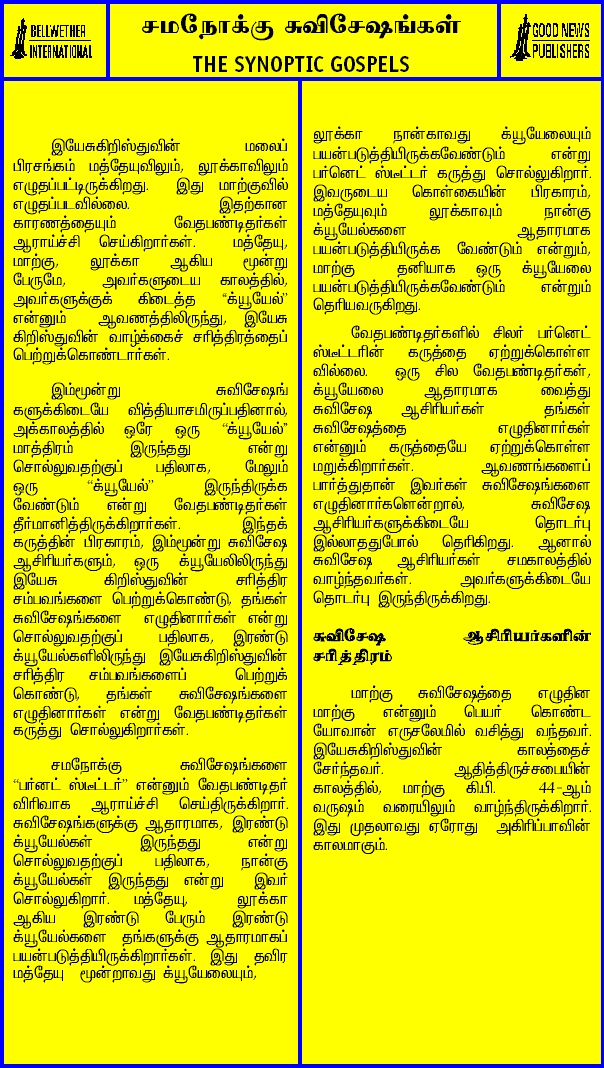 BELLWETHER
INTERNATIONAL
சமநோக்கு சுவிசேஷங்கள்
THE SYNOPTIC GOSPELS
GOOD NEWS
PUBLISHERS
இயேசுகிறிஸ்துவின் மலைப்
பிரசங்கம் மத்தேயுவிலும், லூக்காவிலும்
எழுதப்பட்டிருக்கிறது. இது மாற்குவில்
எழுதப்படவில்லை. இதற்கான
காரணத்தையும் வேதபண்டிதர்கள்
ஆராய்ச்சி செய்கிறார்கள். மத்தேயு,
மாற்கு, லூக்கா ஆகிய மூன்று
பேருமே, அவர்களுடைய காலத்தில்,
அவர்களுக்குக் கிடைத்த “க்யூயேல்”
என்னும் ஆவணத்திலிருந்து, இயேசு
கிறிஸ்துவின் வாழ்க்கைச் சரித்திரத்தைப்
பெற்றுக்கொண்டார்கள்.
இம்மூன்று சுவிசேஷங்
களுக்கிடையே வித்தியாசமிருப்பதினால்,
அக்காலத்தில் ஒரே ஒரு “க்யூயேல்”
மாத்திரம் இருந்தது என்று
சொல்லுவதற்குப் பதிலாக, மேலும்
ஒரு “க்யூயேல்” இருந்திருக்க
வேண்டும் என்று வேதபண்டிதர்கள்
தீர்மானித்திருக்கிறார்கள். இந்தக்
கருத்தின் பிரகாரம், இம்மூன்று சுவிசேஷ
ஆசிரியர்களும், ஒரு க்யூயேலிலிருந்து
இயேசு கிறிஸ்துவின் சரித்திர
சம்பவங்களை பெற்றுக்கொண்டு, தங்கள்
சுவிசேஷங்களை எழுதினார்கள் என்று
சொல்லுவதற்குப் பதிலாக, இரண்டு
க்யூயேல்களிலிருந்து இயேசுகிறிஸ்துவின்
சரித்திர சம்பவங்களைப் பெற்றுக்
கொண்டு, தங்கள் சுவிசேஷங்களை
எழுதினார்கள் என்று வேதபண்டிதர்கள்
கருத்து சொல்லுகிறார்கள்.
சமநோக்கு சுவிசேஷங்களை
“பர்னட் ஸ்டீட்டர்” என்னும் வேதபண்டிதர்
விரிவாக ஆராய்ச்சி செய்திருக்கிறார்.
சுவிசேஷங்களுக்கு ஆதாரமாக, இரண்டு
க்யூயேல்கள் இருந்தது என்று
சொல்லுவதற்குப் பதிலாக, நான்கு
க்யூயேல்கள் இருந்தது என்று இவர்
சொல்லுகிறார். மத்தேயு, லூக்கா
ஆகிய இரண்டு பேரும் இரண்டு
க்யூயேல்களை தங்களுக்கு ஆதாரமாகப்
பயன்படுத்தியிருக்கிறார்கள். இது தவிர
மத்தேயு மூன்றாவது க்யூயேலையும்,
லூக்கா நான்காவது க்யூயேலையும்
பயன்படுத்தியிருக்கவேண்டும் என்று
பர்னெட் ஸ்டீட்டர் கருத்து சொல்லுகிறார்.
இவருடைய கொள்கையின் பிரகாரம்,
மத்தேயுவும் லூக்காவும் நான்கு
க்யூயேல்களை ஆதாரமாக
பயன்படுத்தியிருக்க வேண்டும் என்றும்,
மாற்கு தனியாக ஒரு க்யூயேலை
பயன்படுத்தியிருக்கவேண்டும் என்றும்
தெரியவருகிறது.
வேதபண்டிதர்களில் சிலர் பர்னெட்
ஸ்டீட்டரின் கருத்தை ஏற்றுக்கொள்ள
வில்லை. ஒரு சில வேதபண்டிதர்கள்,
க்யூயேலை ஆதாரமாக வைத்து
சுவிசேஷ ஆசிரியர்கள் தங்கள்
சுவிசேஷத்தை எழுதினார்கள்
என்னும் கருத்தையே ஏற்றுக்கொள்ள
மறுக்கிறார்கள். ஆவணங்களைப்
பார்த்துதான் இவர்கள் சுவிசேஷங்களை
எழுதினார்களென்றால், சுவிசேஷ
ஆசிரியர்களுக்கிடையே தொடர்பு
இல்லாததுபோல் தெரிகிறது. ஆனால்
சுவிசேஷ ஆசிரியர்கள் சமகாலத்தில்
வாழ்ந்தவர்கள். அவர்களுக்கிடையே
தொடர்பு இருந்திருக்கிறது.
சுவிசேஷ ஆசிரியர்களின்
சரித்திரம்
மாற்கு சுவிசேஷத்தை எழுதின
மாற்கு என்னும் பெயர் கொண்ட
யோவான் எருசலேமில் வசித்து வந்தவர்.
இயேசுகிறிஸ்துவின் காலத்தைச்
சேர்ந்தவர். ஆதித்திருச்சபையின்
காலத்தில், மாற்கு கி.பி. 44-ஆம்
வருஷம் வரையிலும் வாழ்ந்திருக்கிறார்.
இது முதலாவது ஏரோது அகிரிப்பாவின்
காலமாகும்.